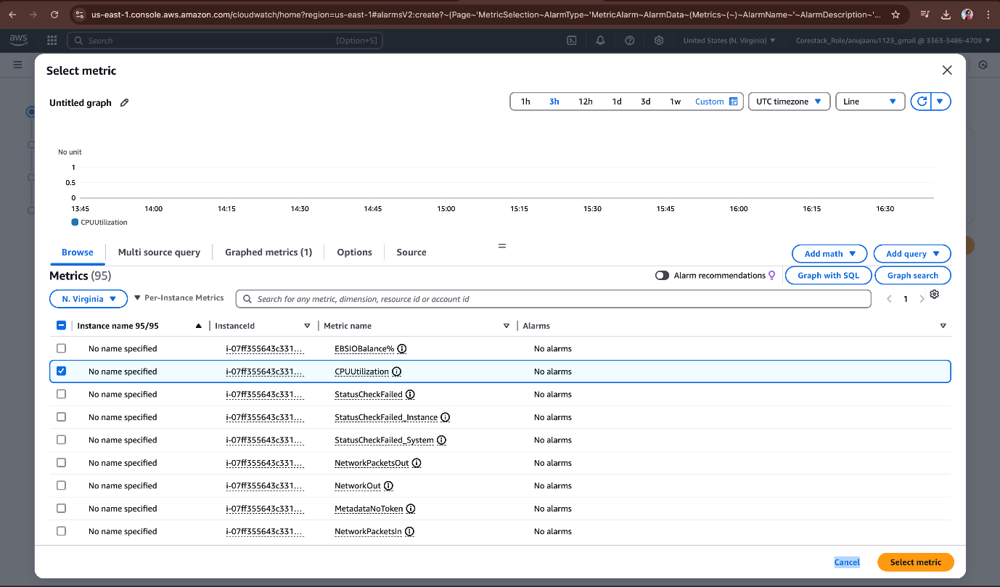 us-east-1.console.aws.amazon.com/cloudwatch/home?region=us-east-1#alarmsV2:create?~(Page~'MetricSelection~AlarmType~'MetricAlarm~AlarmData~(Metrics~(~)~AlarmName~'~AlarmDescription~'...
aws Search [Option+S] United States (N. Virginia) Corestack_Role/anujaanu1123_gmail @ 3363-3486-4709
Select metric
Untitled graph 1h 3h 12h 1d 3d 1w Custom UTC timezone Line
No unit
1
0.5
0
13:45 14:00 14:15 14:30 14:45 15:00 15:15 15:30 15:45 16:00 16:15 16:30
CPUUtilization
Browse Multi source query Graphed metrics (1) Options Source Add math Add query
Metrics (95) Alarm recommendations Graph with SQL Graph search
N. Virginia Per-Instance Metrics Search for any metric, dimension, resource id or account id 1
Instance name 95/95 InstanceId Metric name Alarms
No name specified i-07ff355643c331... EBSIOBalance% No alarms
No name specified i-07ff355643c331... CPUUtilization No alarms
No name specified i-07ff355643c331... StatusCheckFailed No alarms
No name specified i-07ff355643c331... StatusCheckFailed_Instance No alarms
No name specified i-07ff355643c331... StatusCheckFailed_System No alarms
No name specified i-07ff355643c331... NetworkPacketsOut No alarms
No name specified i-07ff355643c331... NetworkOut No alarms
No name specified i-07ff355643c331... MetadataNoToken No alarms
No name specified i-07ff355643c331... NetworkPacketsIn No alarms
Cancel Select metric